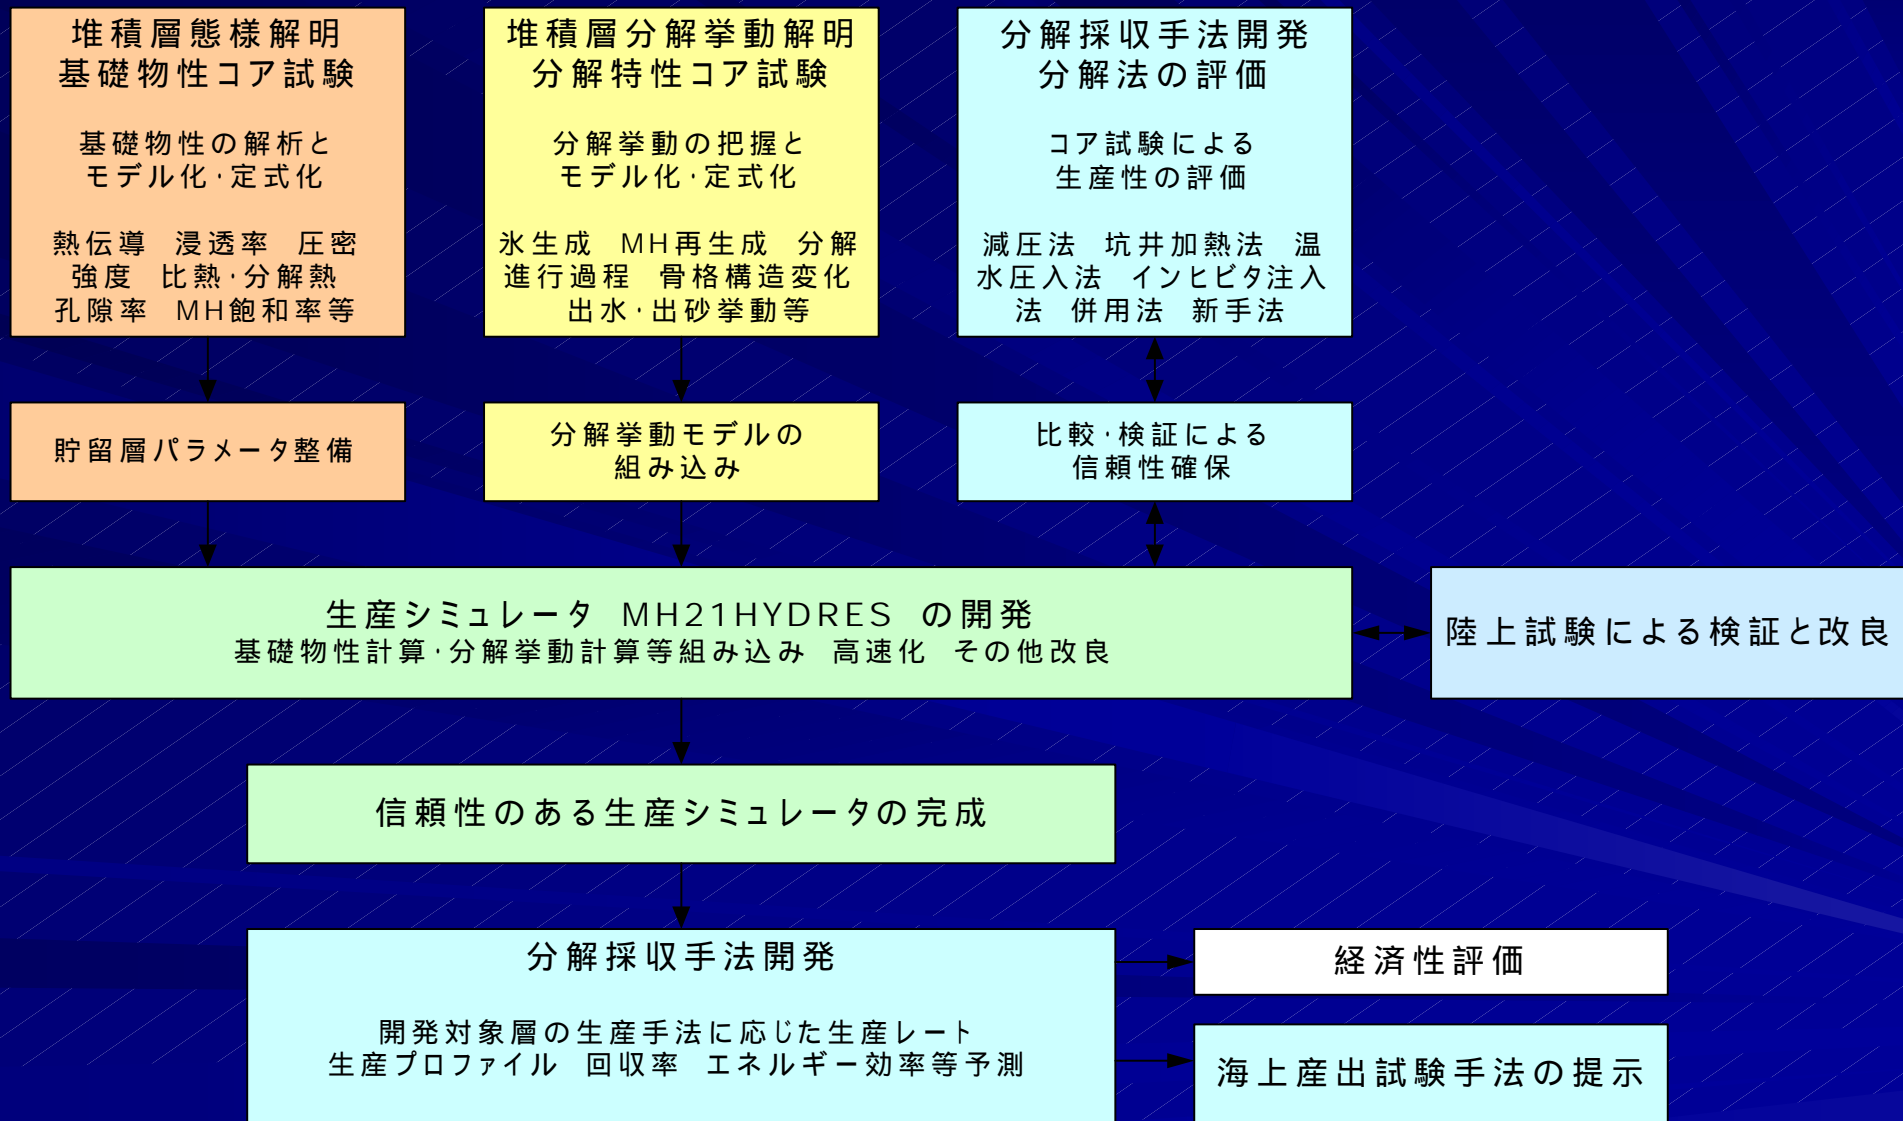 堆積層態様解明
基礎物性コア試験
基礎物性の解析と
モデル化・定式化
熱伝導 浸透率 圧密
強度 比熱・分解熱
孔隙率 MH飽和率等
堆積層分解挙動解明
分解特性コア試験
分解挙動の把握と
モデル化・定式化
氷生成 MH再生成 分解
進行過程 骨格構造変化
出水・出砂挙動等
分解採収手法開発
分解法の評価
コア試験による
生産性の評価
減圧法 坑井加熱法 温
水圧入法 インヒビタ注入
法 併用法 新手法
貯留層パラメータ整備
分解挙動モデルの
組み込み
比較・検証による
信頼性確保
生産シミュレータ MH21HYDRES の開発
基礎物性計算・分解挙動計算等組み込み 高速化 その他改良
陸上試験による検証と改良
信頼性のある生産シミュレータの完成
分解採収手法開発
開発対象層の生産手法に応じた生産レート
生産プロファイル 回収率 エネルギー効率等予測
経済性評価
海上産出試験手法の提示